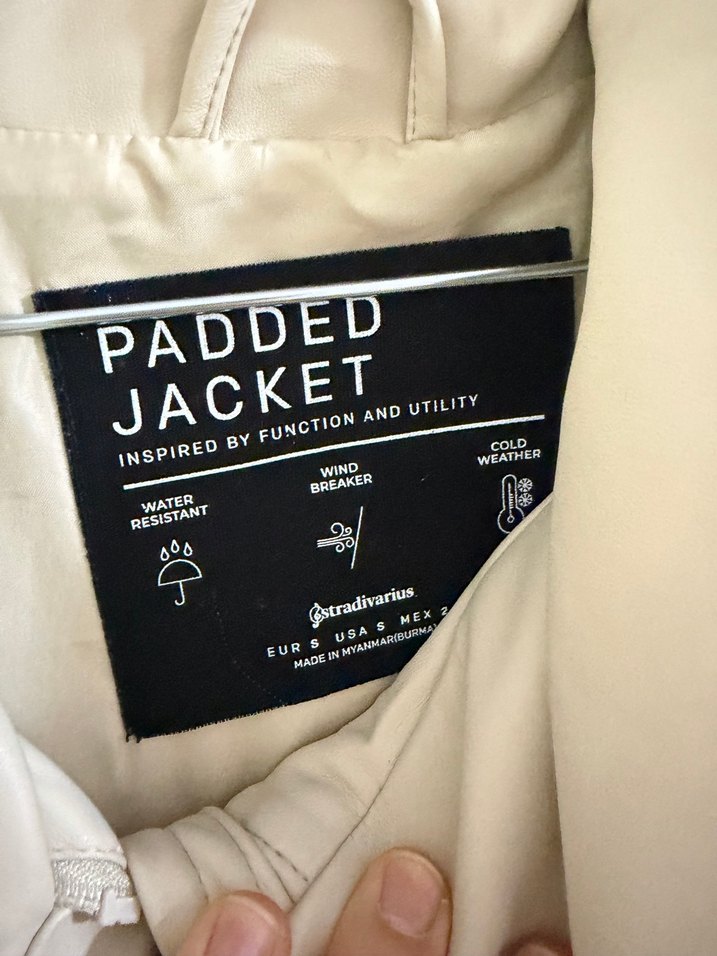 PADDED
JACKET
INSPIRED BY FUNCTION AND UTILITY
WATER
RESISTANT
WIND
BREAKER
COLD
WEATHER
stradivarius
EUR S USA S MEX
MADE IN MYANMAR(BURMA)